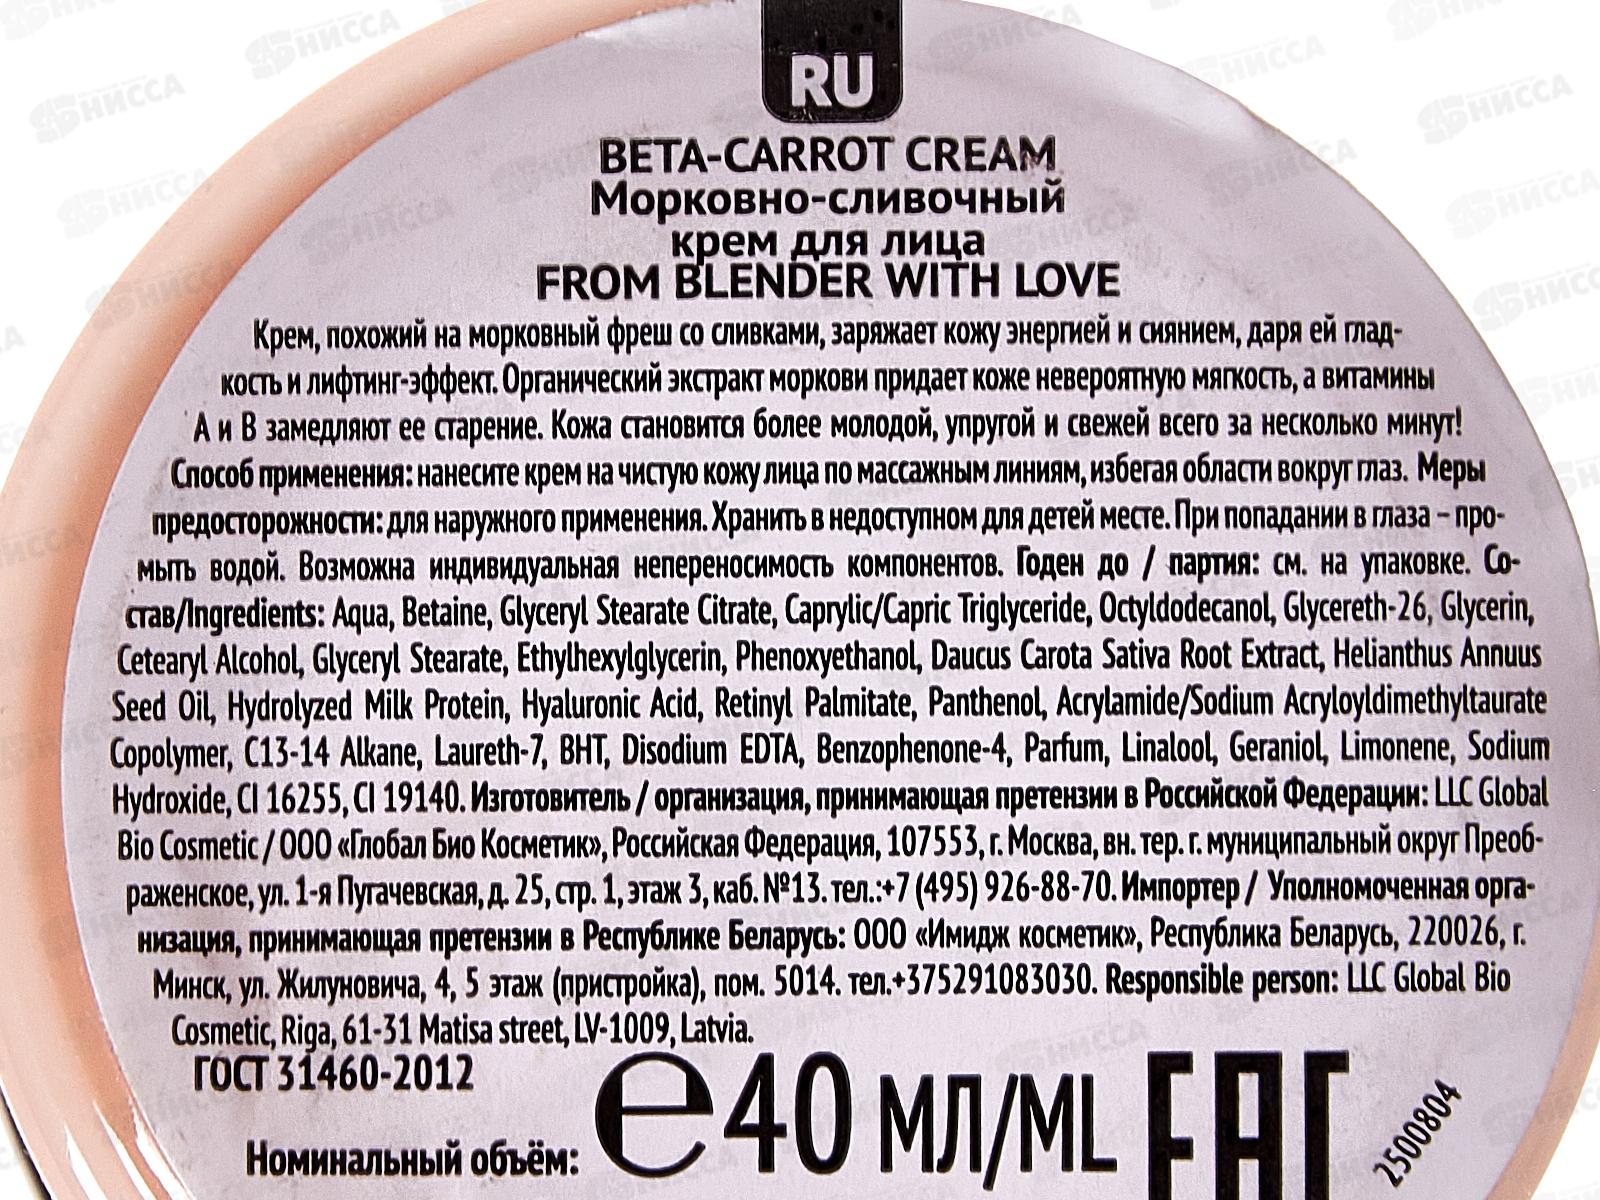 RU
BETA-CARROT CREAM
Морковно-сливочный
крем для лица
FROM BLENDER WITH LOVE
Крем, похожий на морковный фреш со сливками, заряжает кожу энергией и сиянием, даря ей глад-
кость и лифтинг-эффект. Органический экстракт моркови придает коже невероятную мягкость, а витамины
А и В замедляют ее старение. Кожа становится более молодой, упругой и свежей всего за несколько минут!
Способ применения: нанесите крем на чистую кожу лица по массажным линиям, избегая области вокруг глаз. Меры
предосторожности: для наружного применения. Хранить в недоступном для детей месте. При попадании в глаза – про-
мыть водой. Возможна индивидуальная непереносимость компонентов. Годен до / партия: см. на упаковке. Со-
став/Ingredients: Aqua, Betaine, Glyceryl Stearate Citrate, Caprylic/Capric Triglyceride, Octyldodecanol, Glycereth-26, Glycerin,
Cetearyl Alcohol, Glyceryl Stearate, Ethylhexylglycerin, Phenoxyethanol, Daucus Carota Sativa Root Extract, Helianthus Annuus
Seed Oil, Hydrolyzed Milk Protein, Hyaluronic Acid, Retinyl Palmitate, Panthenol, Acrylamide/Sodium Acryloyldimethyltaurate
Copolymer, C13-14 Alkane, Laureth-7, BHT, Disodium EDTA, Benzophenone-4, Parfum, Linalool, Geraniol, Limonene, Sodium
Hydroxide, CI 16255, CI 19140. Изготовитель / организация, принимающая претензии в Российской Федерации: LLC Global
Bio Cosmetic / ООО «Глобал Био Косметик», Российская Федерация, 107553, г. Москва, вн. тер. г. муниципальный округ Преоб-
раженское, ул. 1-я Пугачевская, д. 25, стр. 1, этаж 3, каб. №13. тел.:+7 (495) 926-88-70. Импортер / Уполномоченная орга-
низация, принимающая претензии в Республике Беларусь: ООО «Имидж косметик», Республика Беларусь, 220026, г.
Минск, ул. Жилуновича, 4, 5 этаж (пристройка), пом. 5014. тел.+375291083030. Responsible person: LLC Global Bio
Cosmetic, Riga, 61-31 Matisa street, LV-1009, Latvia.
ГОСТ 31460-2012
Номинальный объём: ℮ 40 МЛ/ML
EAC
2500804
НИССА